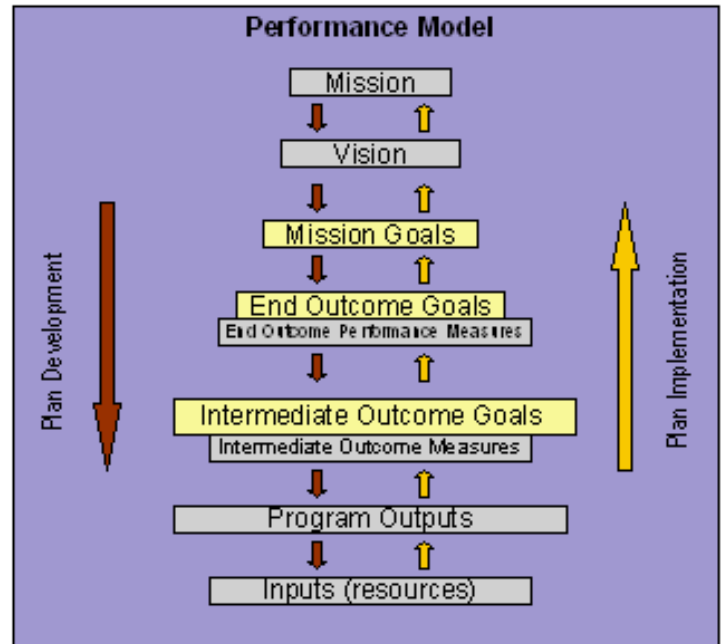 Performance Model
Mission
Vision
Mission Goals
End Outcome Goals
End Outcome Performance Measures
Intermediate Outcome Goals
Intermediate Outcome Measures
Program Outputs
Inputs (resources)
Plan Development
Plan Implementation